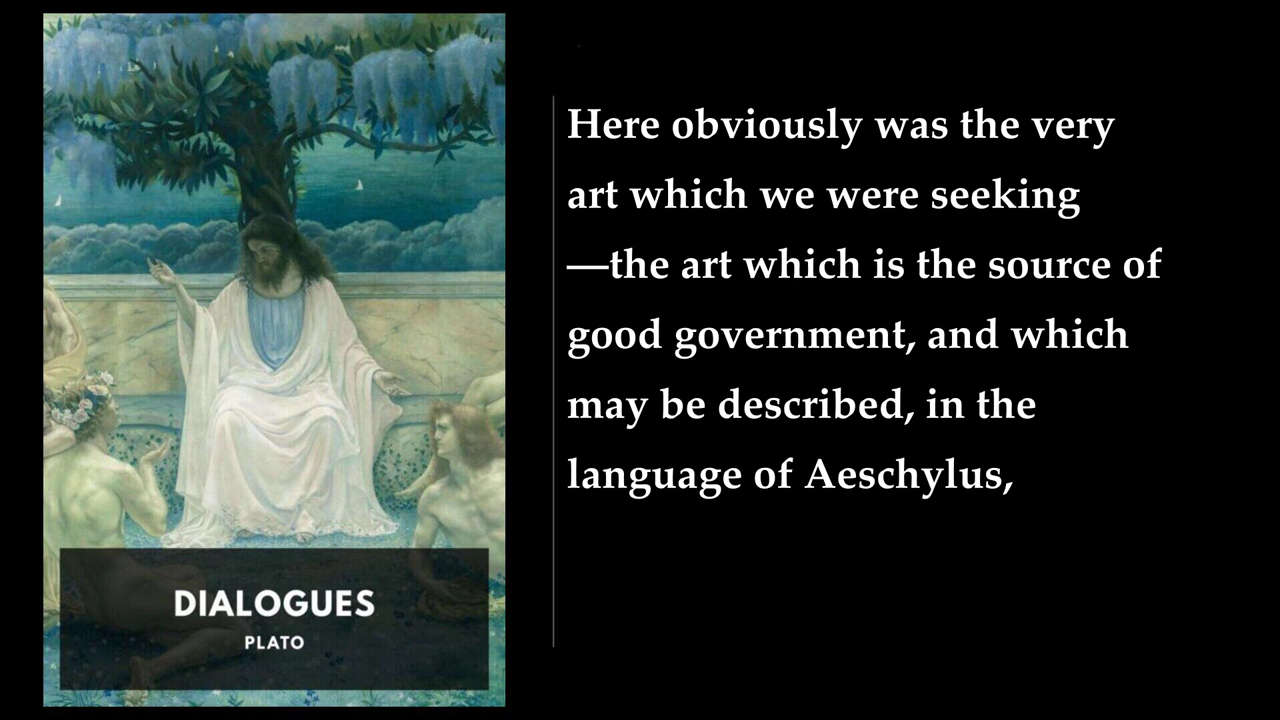 DIALOGUES
PLATO
Here obviously was the very
art which we were seeking
—the art which is the source of
good government, and which
may be described, in the
language of Aeschylus,